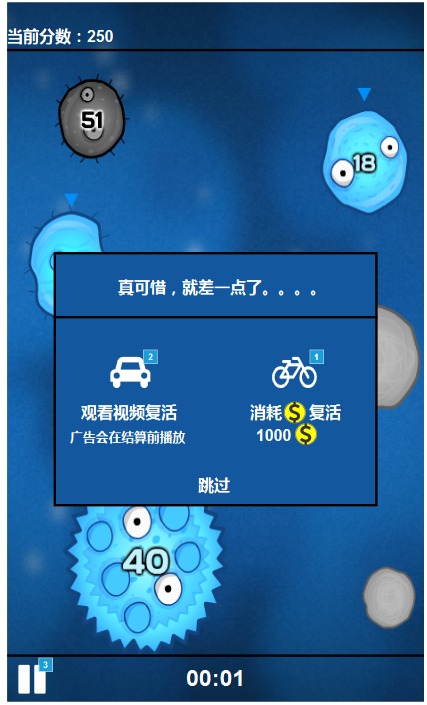 当前分数：250
51
18
真可惜，就差一点了。。。。
2
1
观看视频复活
消耗$复活
广告会在结算前播放
1000 $
跳过
40
3
00:01